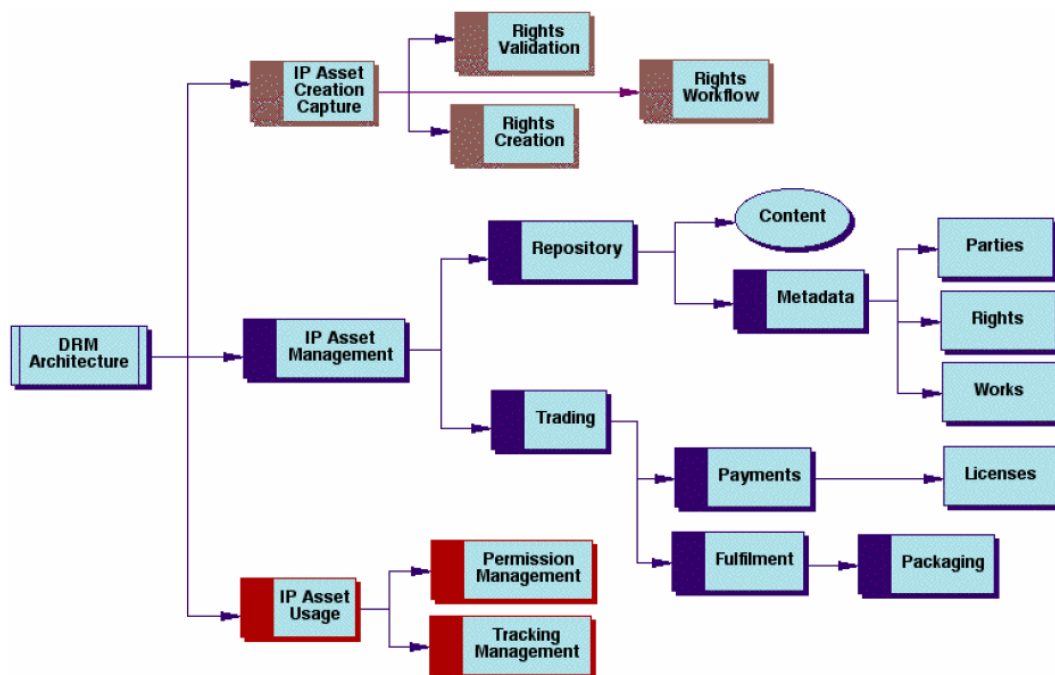 Rights
Validation
IP Asset
Creation
Capture
Rights
Workflow
Rights
Creation
Content
Repository
Parties
Metadata
Rights
DRM
Architecture
IP Asset
Management
Works
Trading
Payments
Licenses
Permission
Management
Fulfilment
Packaging
IP Asset
Usage
Tracking
Management